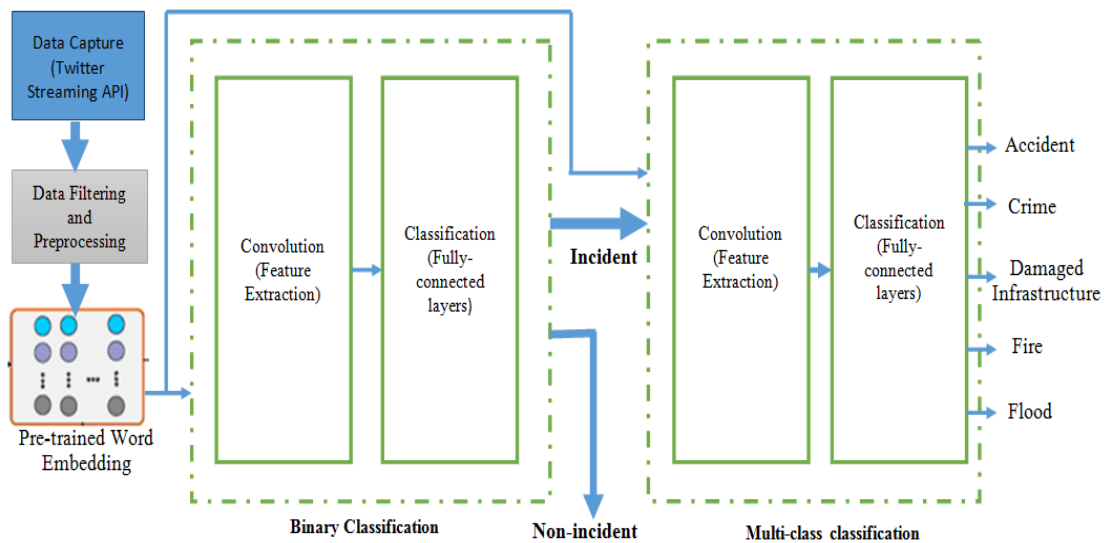 Data Capture
(Twitter
Streaming API)
Data Filtering
and
Preprocessing
Pre-trained Word
Embedding
Convolution
(Feature
Extraction)
Classification
(Fully-
connected
layers)
Binary Classification
Incident
Non-incident
Convolution
(Feature
Extraction)
Classification
(Fully-
connected
layers)
Multi-class classification
Accident
Crime
Damaged
Infrastructure
Fire
Flood